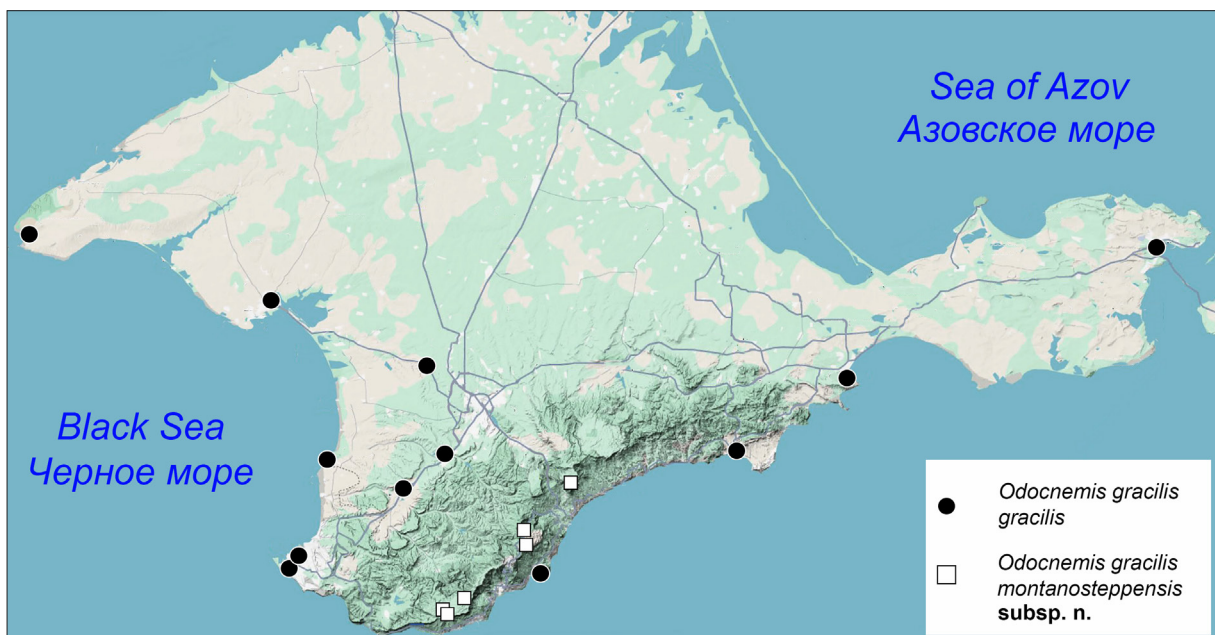 Sea of Azov
Азовское море
Black Sea
Черное море
Odocnemis gracilis
gracilis
Odocnemis gracilis
montanosteppensis
subsp. n.